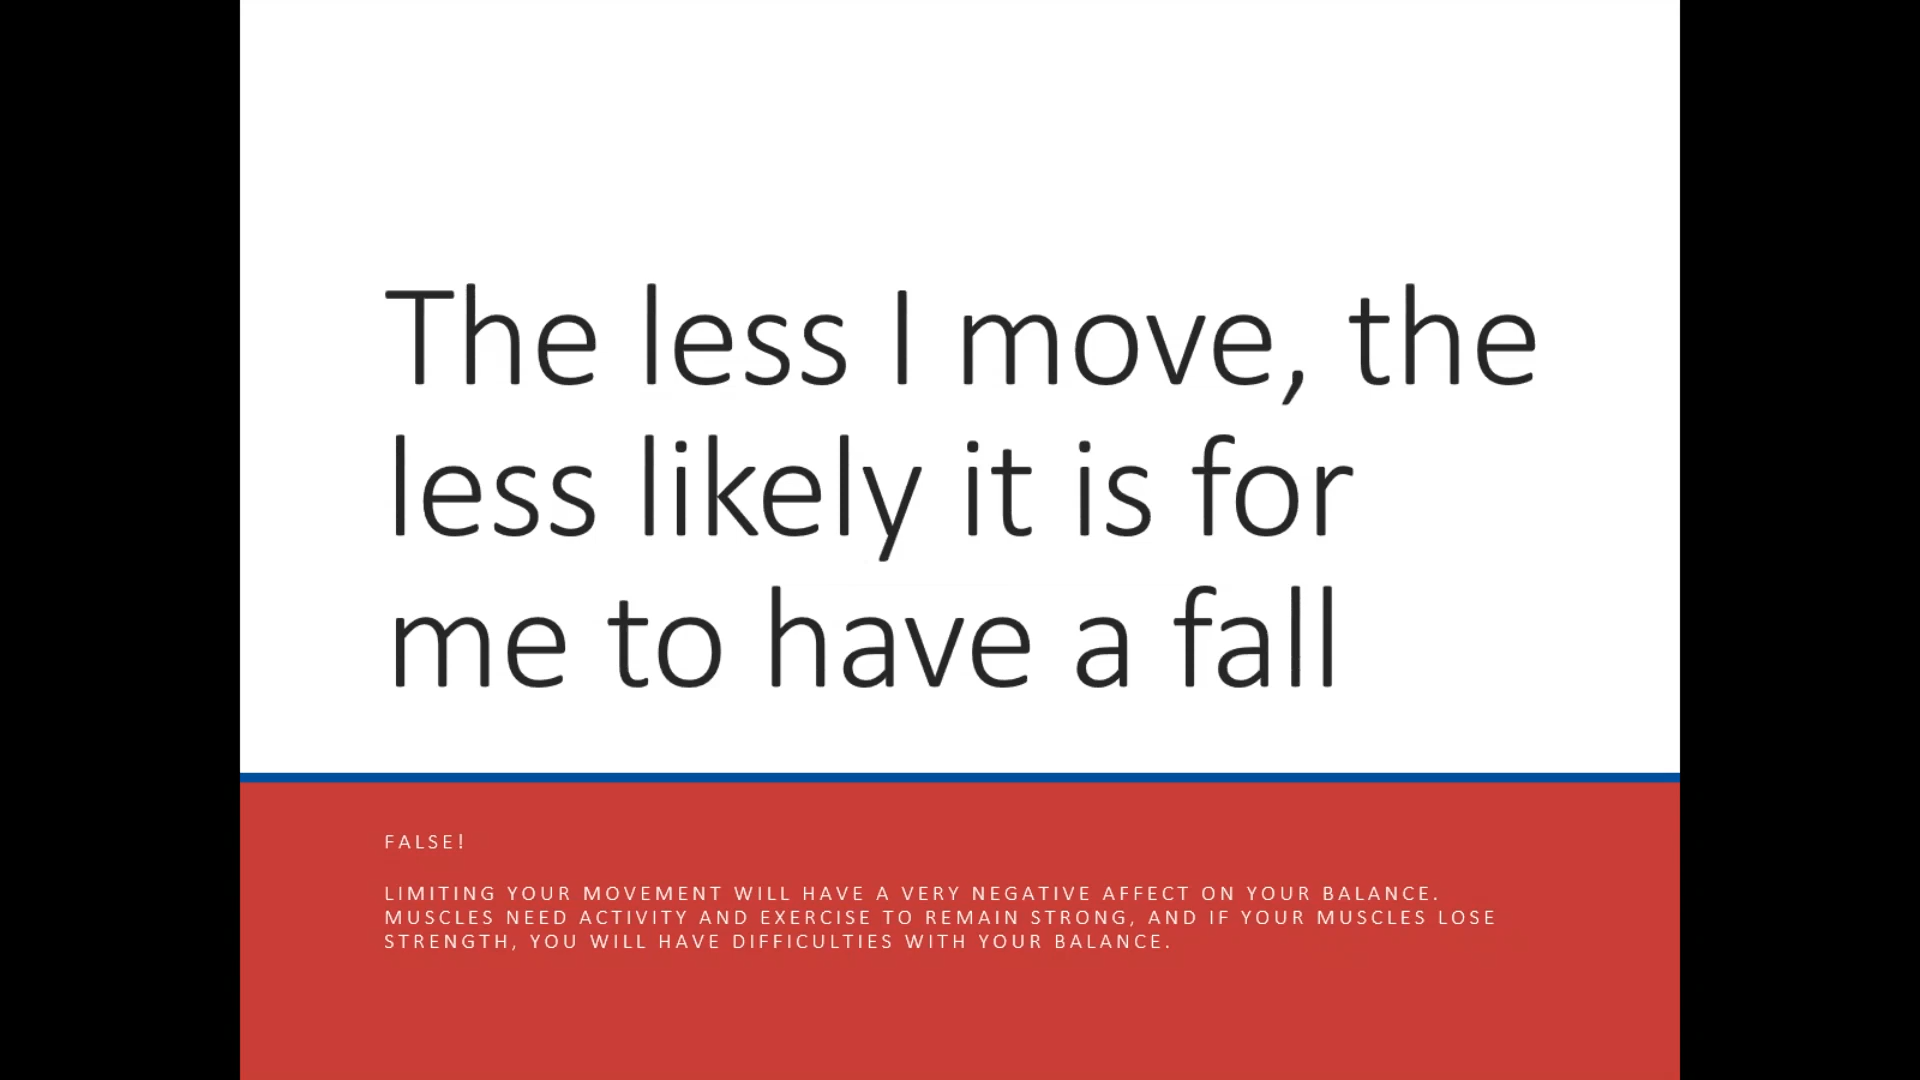 The less I move, the
less likely it is for
me to have a fall
FALSE!
LIMITING YOUR MOVEMENT WILL HAVE A VERY NEGATIVE AFFECT ON YOUR BALANCE.
MUSCLES NEED ACTIVITY AND EXERCISE TO REMAIN STRONG, AND IF YOUR MUSCLES LOSE
STRENGTH, YOU WILL HAVE DIFFICULTIES WITH YOUR BALANCE.